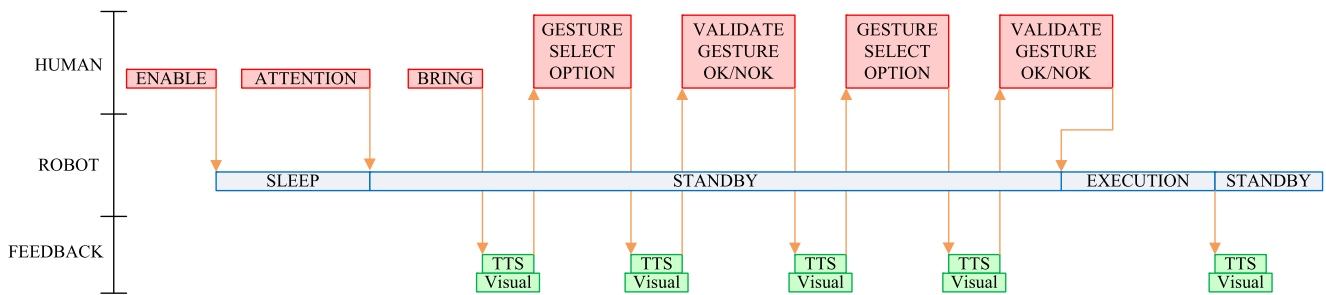 HUMAN
ENABLE
ATTENTION
BRING
GESTURE
SELECT
OPTION
VALIDATE
GESTURE
OK/NOK
GESTURE
SELECT
OPTION
VALIDATE
GESTURE
OK/NOK
ROBOT
SLEEP
STANDBY
EXECUTION
STANDBY
FEEDBACK
TTS
Visual
TTS
Visual
TTS
Visual
TTS
Visual
TTS
Visual